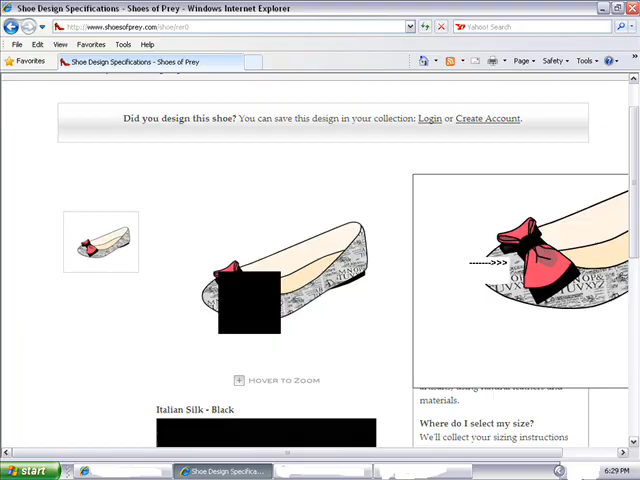 Shoe Design Specifications - Shoes of Prey - Windows Internet Explorer
http://www.shoesofprey.com/shoe/rer0
Yahoo! Search
File Edit View Favorites Tools Help
Favorites
Shoe Design Specifications - Shoes of Prey
Page Safety Tools
Did you design this shoe? You can save this design in your collection: Login or Create Account.
------->>>
+ HOVER TO ZOOM
Italian Silk - Black
materials.
Where do I select my size?
We'll collect your sizing instructions
start
Shoe Design Specifica...
6:29 PM